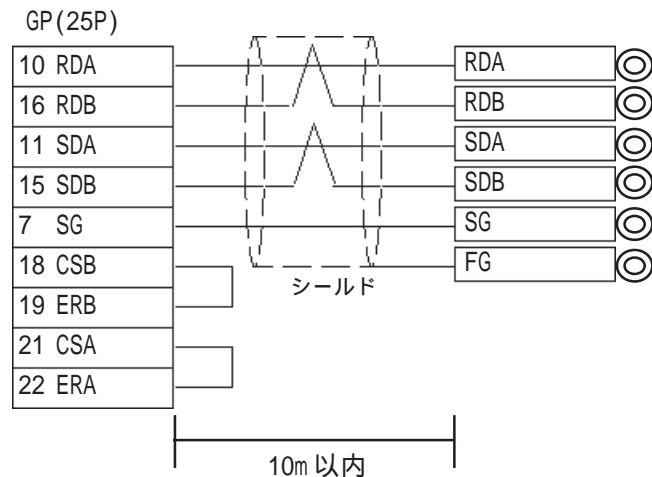 GP(25P)
10 RDA
RDA
16 RDB
RDB
11 SDA
SDA
15 SDB
SDB
7 SG
SG
18 CSB
FG
シールド
19 ERB
21 CSA
22 ERA
10m 以内